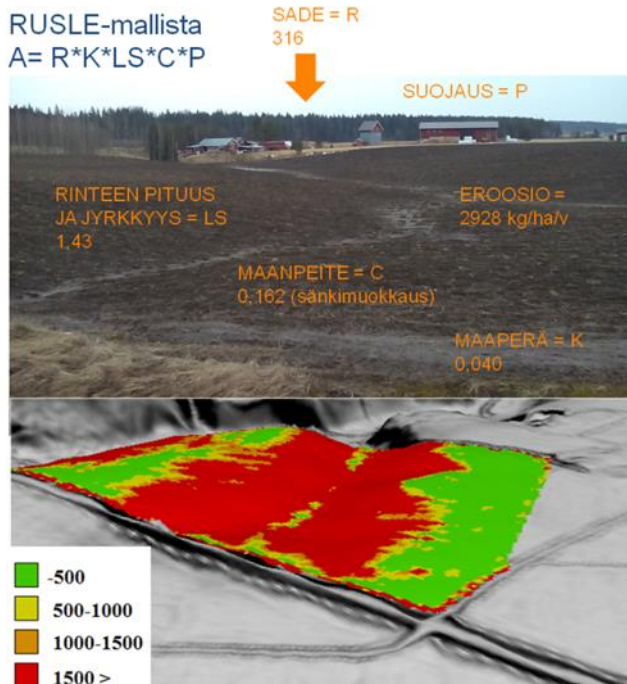 RUSLE-mallista
A= R*K*LS*C*P
SADE = R
316
SUOJAUS = P
RINTEEN PITUUS
JA JYRKKYYS = LS
1,43
EROOSIO =
2928 kg/ha/v
MAANPEITE = C
0,162 (sänkimuokkaus)
MAAPERÄ = K
0,040
-500
500-1000
1000-1500
1500 >